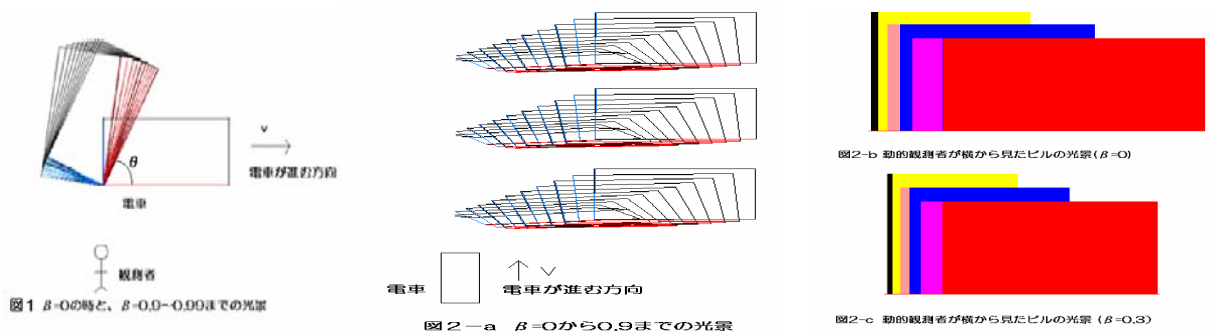 v
θ
電車が進む方向
電車
観測者
図1 β=0の時と、β=0.9~0.99までの光景
電車
v
電車が進む方向
図2-a β=0から0.9までの光景
図2-b 動的観測者が横から見たビルの光景(β=0)
図2-c 動的観測者が横から見たビルの光景 (β=0.3)